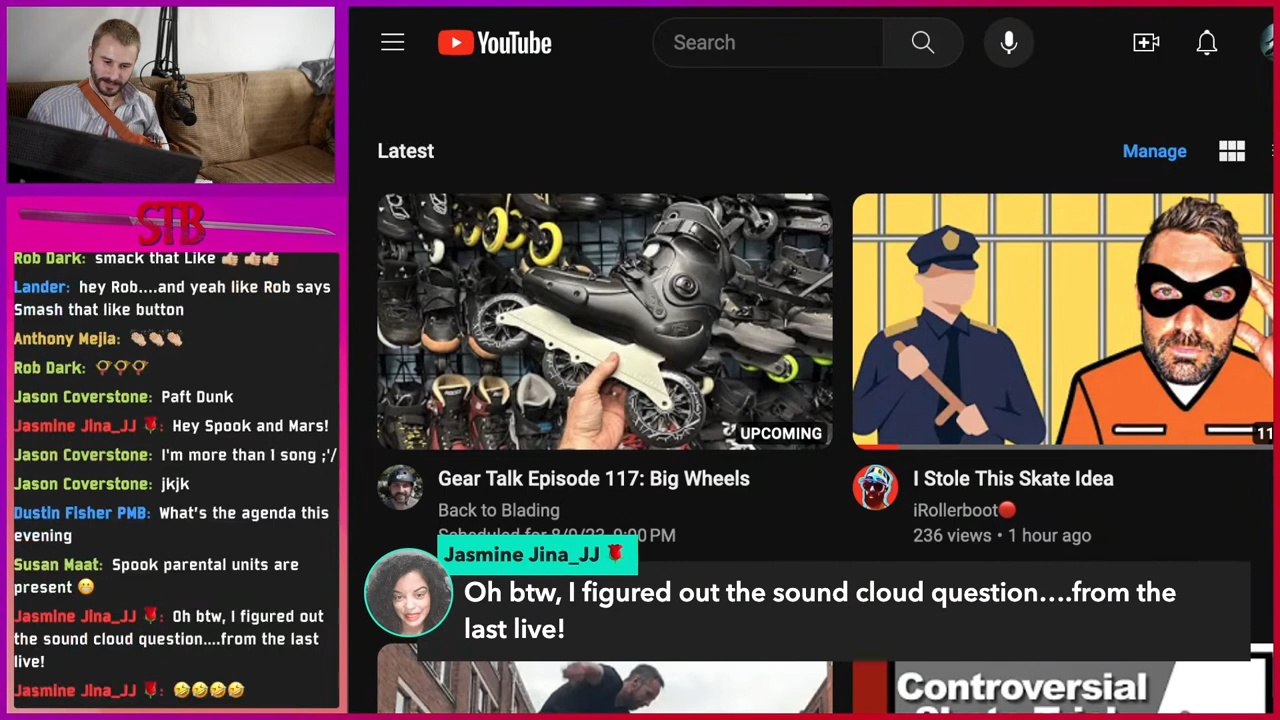 YouTube
Search
Latest
Manage
UPCOMING
11
Gear Talk Episode 117: Big Wheels
Back to Blading
I Stole This Skate Idea
iRollerboot
236 views • 1 hour ago
STB
Rob Dark: smack that Like 👍🏼 👍🏼👍🏼
Lander: hey Rob....and yeah like Rob says
Smash that like button
Anthony Mejia: 👏🏼👏🏼👏🏼
Rob Dark:
Jason Coverstone: Paft Dunk
Jasmine Jina_JJ 🌹: Hey Spook and Mars!
Jason Coverstone: I'm more than 1 song ;'/
Jason Coverstone: jkjk
Dustin Fisher PMB: What's the agenda this
evening
Susan Maat: Spook parental units are
present 😁
Jasmine Jina_JJ 🌹: Oh btw, I figured out
the sound cloud question....from the last
live!
Jasmine Jina_JJ 🌹: 🤣🤣🤣🤣
Jasmine Jina_JJ 🌹
Oh btw, I figured out the sound cloud question....from the
last live!
Controversial